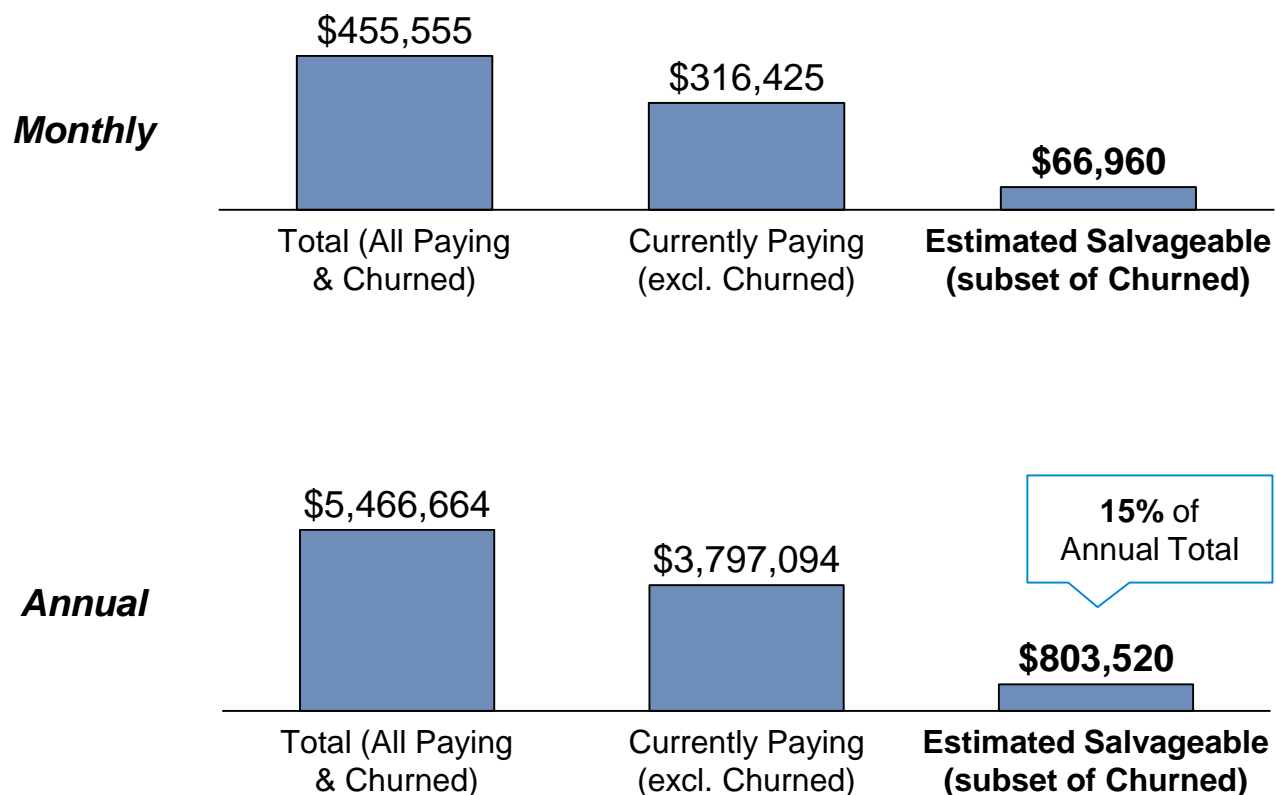 $455,555
$316,425
Monthly
$66,960
Total (All Paying
& Churned)
Currently Paying
(excl. Churned)
Estimated Salvageable
(subset of Churned)
15% of
Annual Total
$5,466,664
$3,797,094
Annual
$803,520
Total (All Paying
& Churned)
Currently Paying
(excl. Churned)
Estimated Salvageable
(subset of Churned)